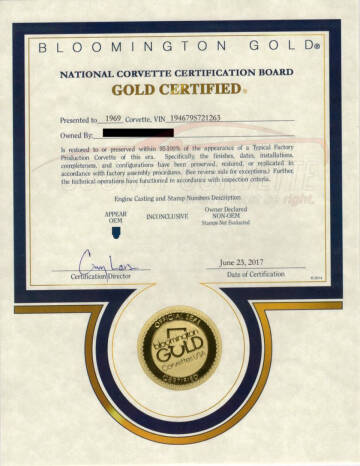 BLOOMINGTON GOLD®
NATIONAL CORVETTE CERTIFICATION BOARD
GOLD CERTIFIED®
Presented to 1969 Corvette, VIN 194679S721263
Owned By:
Is restored to or preserved within 95-100% of the appearance of a Typical Factory
Production Corvette of this era. Specifically, the finishes, dates, installations,
completeness, and configurations have been preserved, restored, or replicated in
accordance with factory assembly procedures. (See reverse side for exceptions.) Further,
the technical operations have functioned in accordance with inspection criteria.
right.
Engine Casting and Stamp Numbers Description
APPEAR
OEM
INCONCLUSIVE
Owner Declared
NON-OEM
Stamps Not Evaluated
June 23, 2017
Certification Director
Date of Certification
OFFICIAL SEAL
bloomington
GOLD
Corvettes USA
CERTIFIED